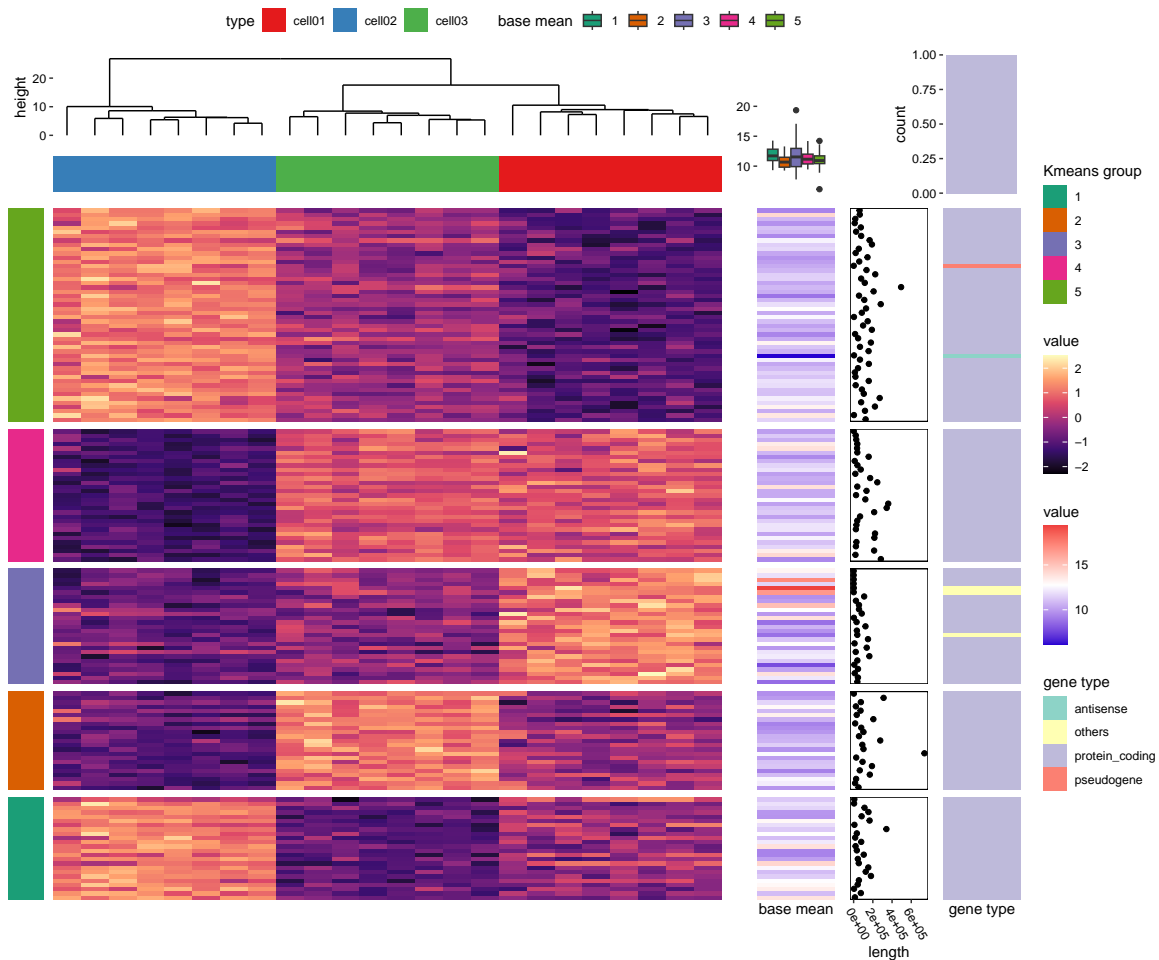 type cell01 cell02 cell03 base mean 1 2 3 4 5
height
20
10
0
20
15
10
count
1.00
0.75
0.50
0.25
0.00
Kmeans group
1
2
3
4
5
value
2
1
0
−1
−2
value
15
10
gene type
antisense
others
protein_coding
pseudogene
base mean
0e+00
2e+05
4e+05
6e+05
length
gene type